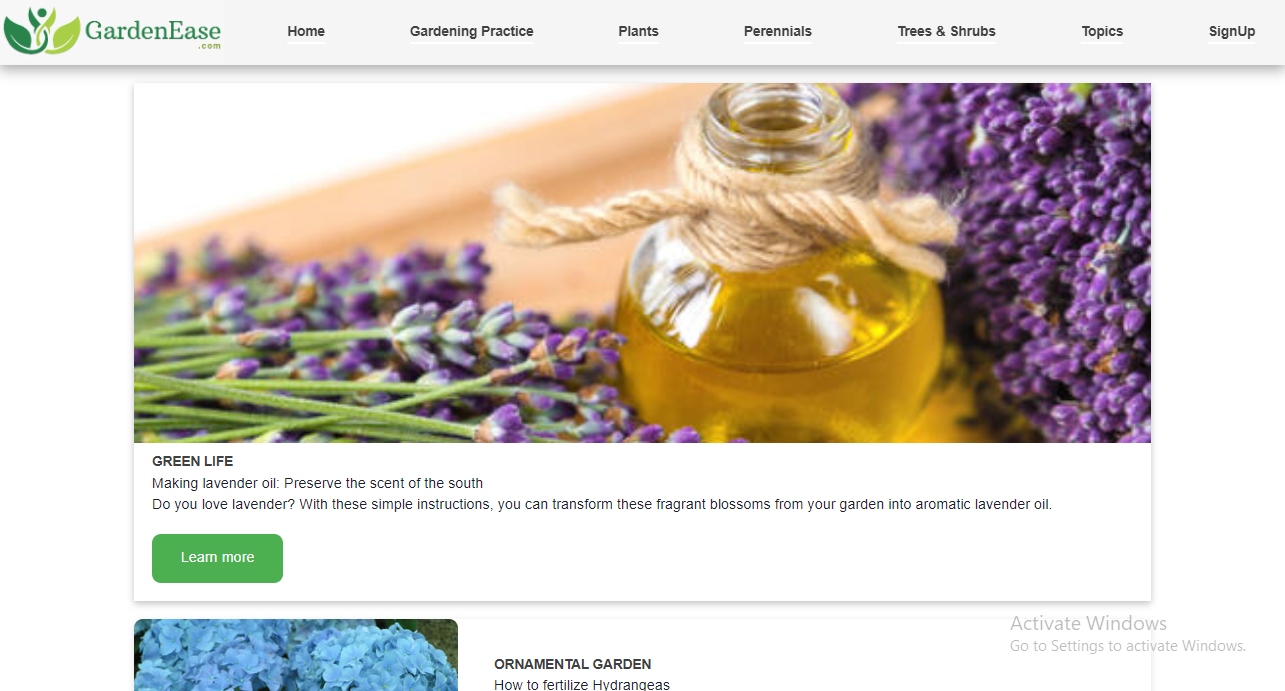 GardenEase
.com
Home Gardening Practice Plants Perennials Trees & Shrubs Topics SignUp
GREEN LIFE
Making lavender oil: Preserve the scent of the south
Do you love lavender? With these simple instructions, you can transform these fragrant blossoms from your garden into aromatic lavender oil.
Learn more
Activate Windows
Go to Settings to activate Windows.
ORNAMENTAL GARDEN
How to fertilize Hydrangeas